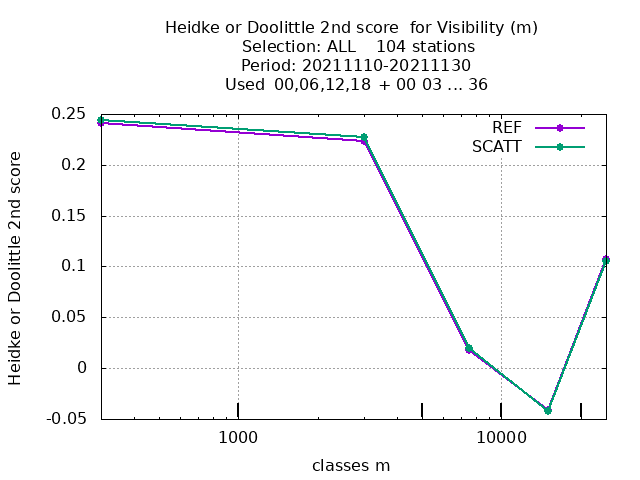 Heidke or Doolittle 2nd score  for Visibility (m)
Selection: ALL    104 stations
Period: 20211110-20211130
Used  00,06,12,18 + 00 03 ... 36
Heidke or Doolittle 2nd score
0.25
0.2
0.15
0.1
0.05
0
-0.05
REF
SCATT
1000
10000
classes m